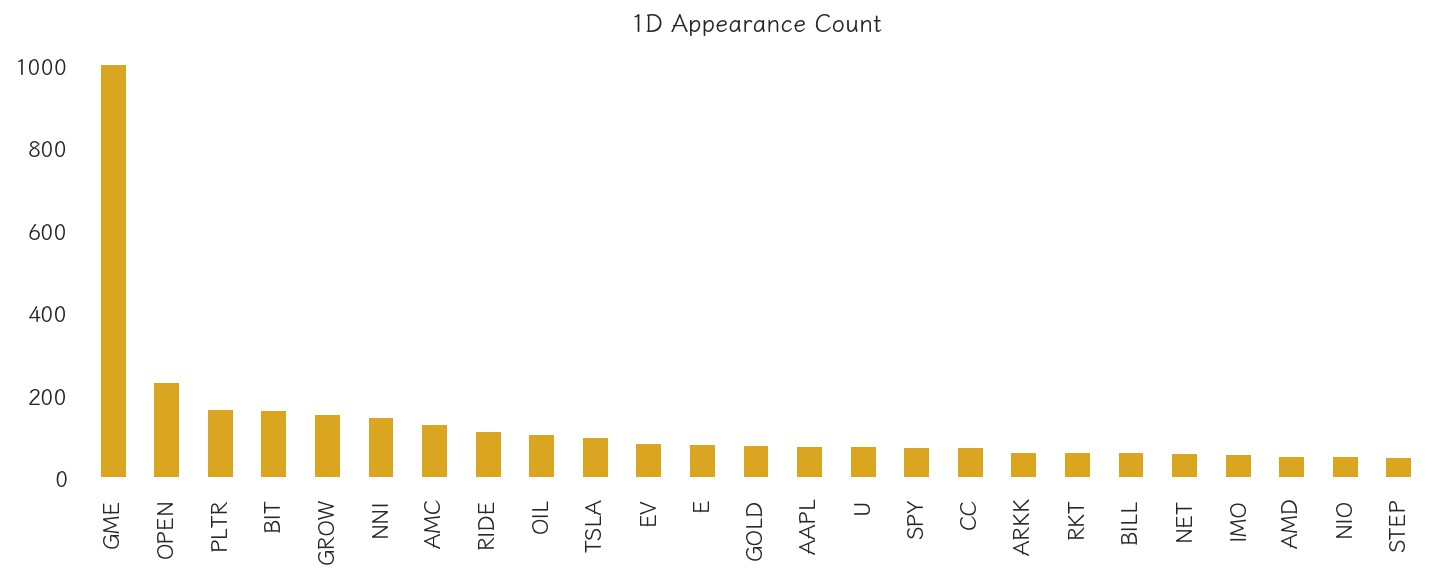 1D Appearance Count
1000
800
600
400
200
0
GME
OPEN
PLTR
BIT
GROW
NNI
AMC
RIDE
OIL
TSLA
EV
E
GOLD
AAPL
U
SPY
CC
ARKK
RKT
BILL
NET
IMO
AMD
NIO
STEP